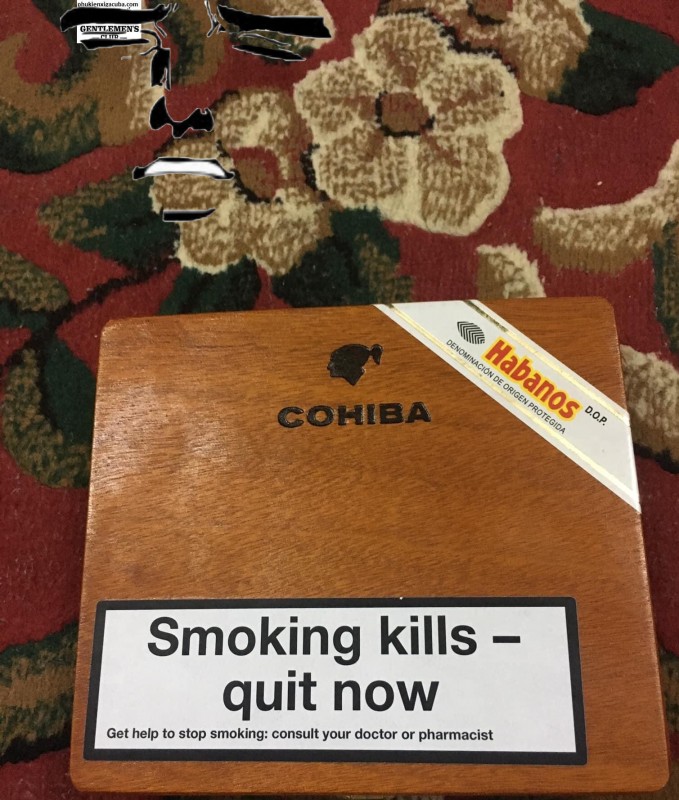 phukienxigacuba.com
GENTLEMEN'S
CLUB
COHIBA
Habanos D.O.P.
DENOMINACIÓN DE ORIGEN PROTEGIDA
Smoking kills –
quit now
Get help to stop smoking: consult your doctor or pharmacist